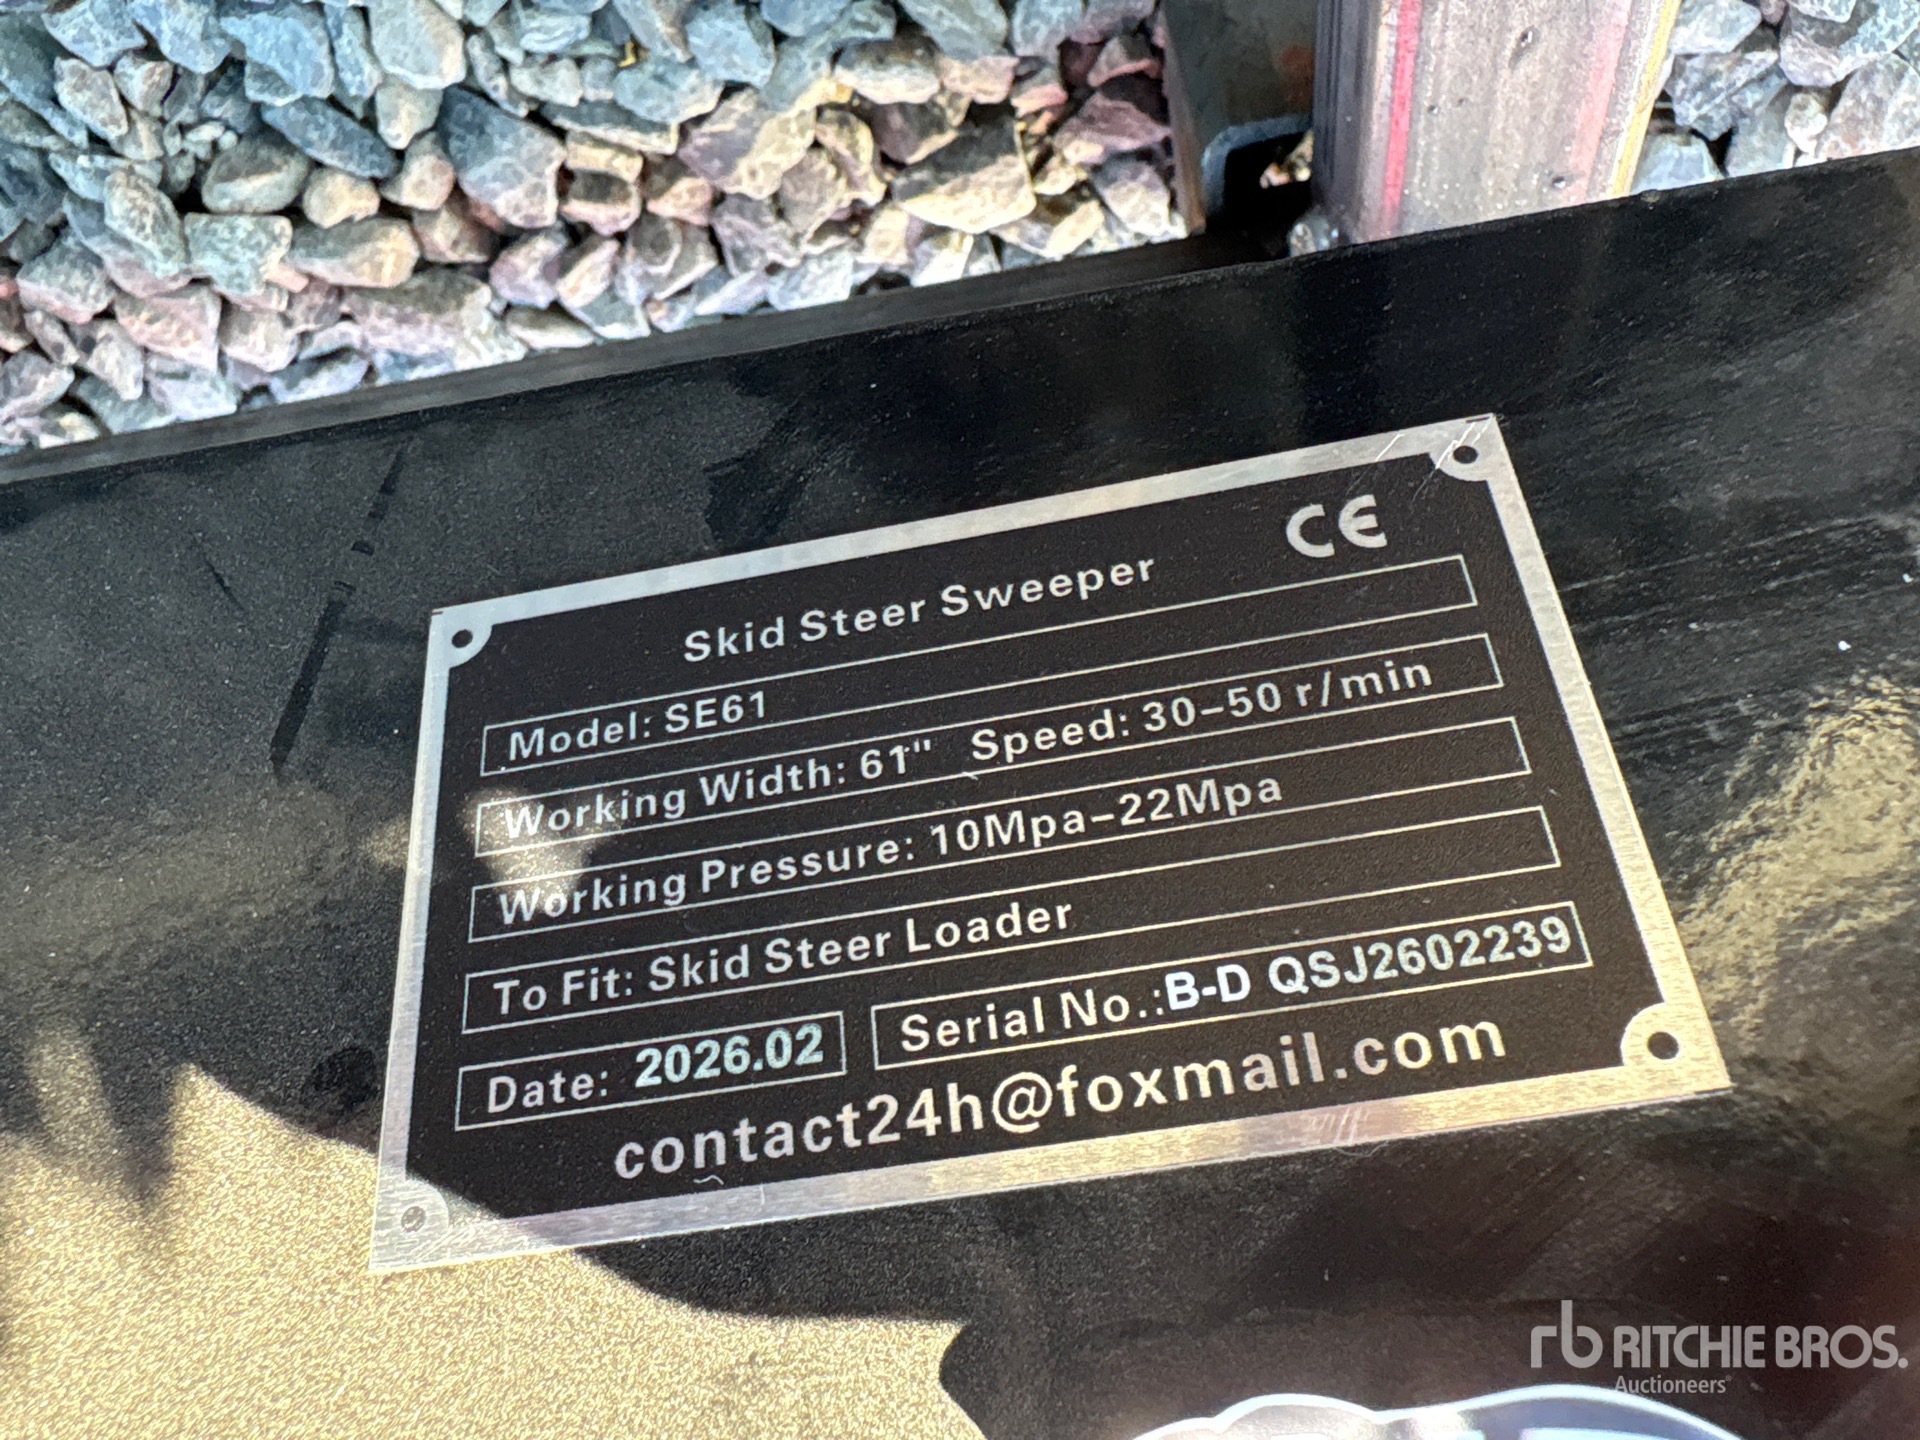 CE
Skid Steer Sweeper
Model: SE61
Working Width: 61" Speed: 30-50 r/min
Working Pressure: 10Mpa-22Mpa
To Fit: Skid Steer Loader
Date: 2026.02 Serial No.:B-D QSJ2602239
contact24h@foxmail.com
rb RITCHIE BROS.
Auctioneers